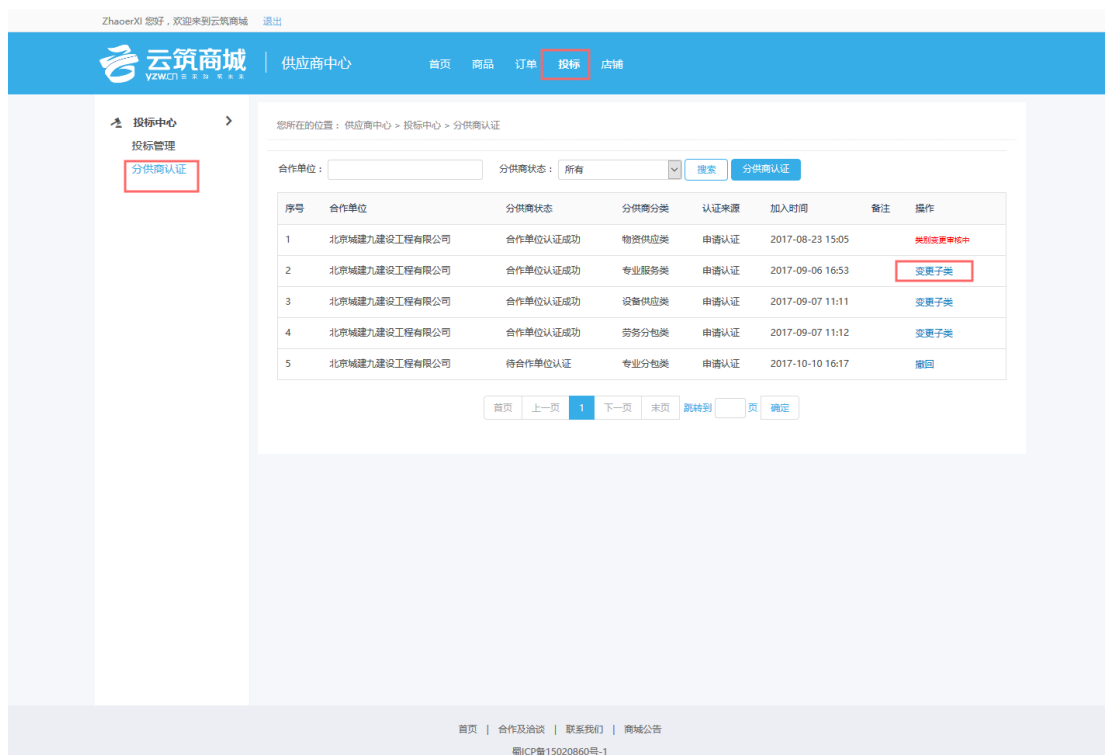 ZhaoerXI 您好，欢迎来到云筑商城 退出
云筑商城 供应商中心 首页 商品 订单 投标 店铺
yzw.cn
投标中心
投标管理
分供商认证
您所在的位置： 供应商中心 > 投标中心 > 分供商认证
合作单位： 分供商状态： 所有 搜索 分供商认证
序号 合作单位 分供商状态 分供商分类 认证来源 加入时间 备注 操作
1 北京城建九建设工程有限公司 合作单位认证成功 物资供应类 申请认证 2017-08-23 15:05 类别变更审核中
2 北京城建九建设工程有限公司 合作单位认证成功 专业服务类 申请认证 2017-09-06 16:53 变更子类
3 北京城建九建设工程有限公司 合作单位认证成功 设备供应类 申请认证 2017-09-07 11:11 变更子类
4 北京城建九建设工程有限公司 合作单位认证成功 劳务分包类 申请认证 2017-09-07 11:12 变更子类
5 北京城建九建设工程有限公司 待合作单位认证 专业分包类 申请认证 2017-10-10 16:17 撤回
首页 上一页 1 下一页 末页 跳转到 页 确定
首页 | 合作及洽谈 | 联系我们 | 商城公告
蜀ICP备15020860号-1